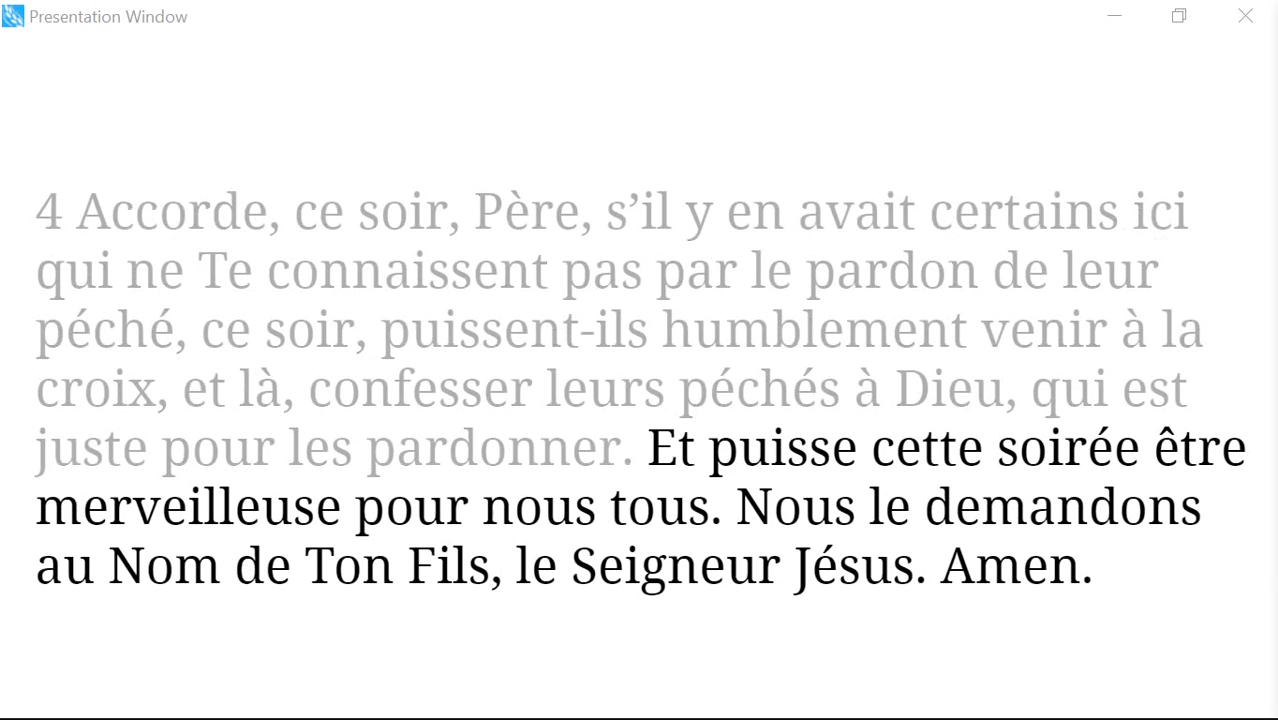 Presentation Window
4 Accorde, ce soir, Père, s’il y en avait certains ici
qui ne Te connaissent pas par le pardon de leur
péché, ce soir, puissent-ils humblement venir à la
croix, et là, confesser leurs péchés à Dieu, qui est
juste pour les pardonner. Et puisse cette soirée être
merveilleuse pour nous tous. Nous le demandons
au Nom de Ton Fils, le Seigneur Jésus. Amen.